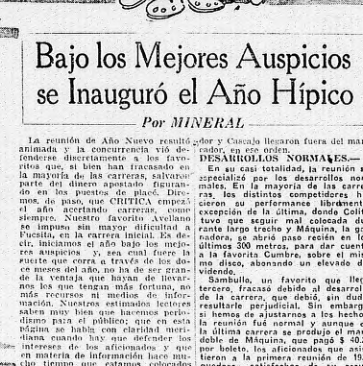 Bajo los Mejores Auspicios
se Inauguró el Año Hípico
Por MINERAL
La reunión de Año Nuevo resultó
animada y la concurrencia vió de-
fenderse discretamente a los favo-
ritos que, si bien han fracasado en
la mayoría de las carreras, salvaron
parte del dinero apostado figuran-
do en los puestos de placé. Dire-
mos, de paso, que CRITICA empezó
el año acertando carreras, como
siempre. Nuestro favorito Avellano
se impuso sin mayor dificultad a
Fucsita, en la carrera inicial. Es de-
cir, iniciamos el año bajo los mejo-
res auspicios y, sea cual fuere la
suerte que corra a través de los do-
ce meses del año, no ha de ser gran-
de la ventaja que hayan de llevar-
nos los que tengan más fortuna, no
más recursos ni medios de infor-
mación. Nuestros estimados lectores
saben muy bien que hacemos perio-
dismo para el público; que en esta
página se habla con claridad meri-
diana cuando hay que defender los
intereses de los aficionados y que
en materia de información hace mu-
cho tiempo que estamos colocados
dor y Cascajo llegaron fuera del mar-
cador, en ese orden.
DESARROLLOS NORMALES.—
En su casi totalidad, la reunión se
especializó por los desarrollos nor-
males. En la mayoría de las carre-
ras, los distintos competidores hi-
cieron su performance libremente
excepción de la última, donde
tuvo que seguir mal colocada du-
rante largo trecho y Máquina, la ga-
nadora, abrió paso recién en los
últimos 300 metros, para dar cuenta
a la favorita Cumbre, sobre el mis-
mo disco, abonando un elevado di-
videndo.
Sambullo, un favorito que lle
tercero, fracasó debido al desarrollo
de la carrera, que debió, sin duda
resultarle perjudicial. Sin embargo
si hemos de ajustarnos a los hechos
la reunión fué normal y aunque en
la última carrera se produjo el mar
doble de Máquina, que pagó $ 40.
por boleto, los aficionados que asis-
tieron a la primera reunión de 19